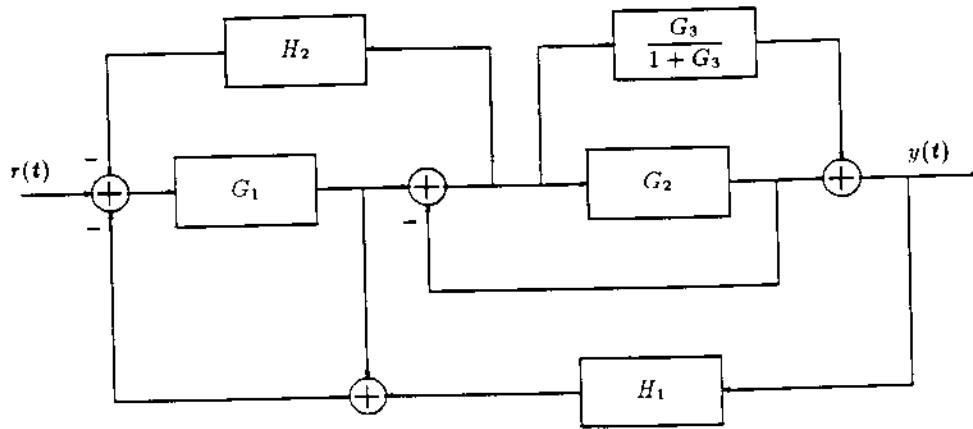 H₂
G₃
1 + G₃
−
r(t)
+
G₁
+
−
G₂
+
y(t)
−
+
H₁